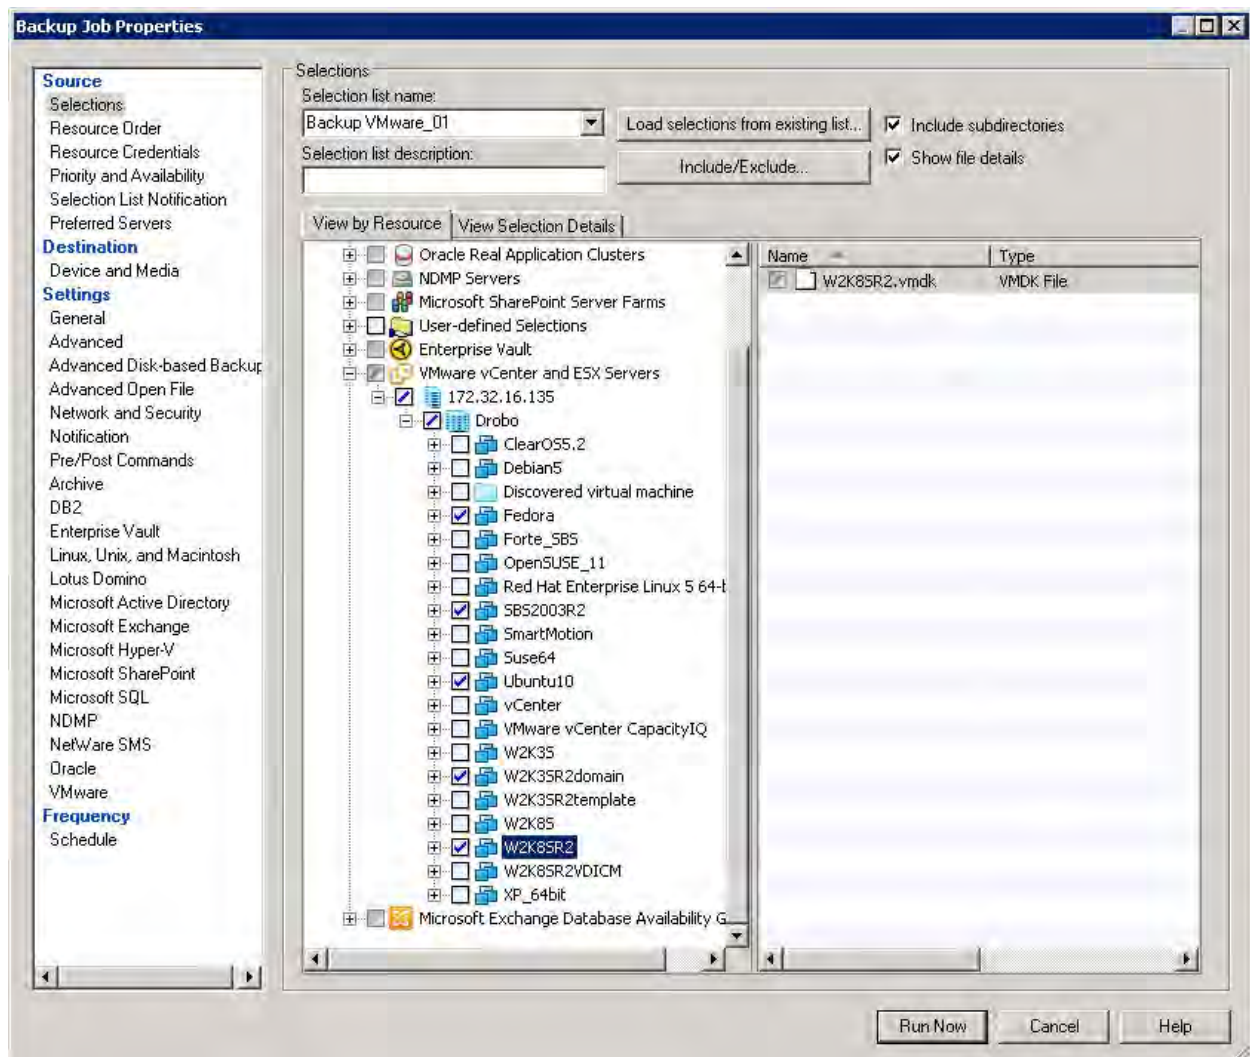 Backup Job Properties
Source
Selections
Resource Order
Resource Credentials
Priority and Availability
Selection List Notification
Preferred Servers
Destination
Device and Media
Settings
General
Advanced
Advanced Disk-based Backup
Advanced Open File
Network and Security
Notification
Pre/Post Commands
Archive
DB2
Enterprise Vault
Linux, Unix, and Macintosh
Lotus Domino
Microsoft Active Directory
Microsoft Exchange
Microsoft Hyper-V
Microsoft SharePoint
Microsoft SQL
NDMP
NetWare SMS
Oracle
VMware
Frequency
Schedule
Selections
Selection list name:
Backup VMware_01
Load selections from existing list...
Include subdirectories
Selection list description:
Include/Exclude...
Show file details
View by Resource
View Selection Details
Oracle Real Application Clusters
NDMP Servers
Microsoft SharePoint Server Farms
User-defined Selections
Enterprise Vault
VMware vCenter and ESX Servers
172.32.16.135
Drobo
ClearOS5.2
Debian5
Discovered virtual machine
Fedora
Forte_SBS
OpenSUSE_11
Red Hat Enterprise Linux 5 64-b
SBS2003R2
SmartMotion
Suse64
Ubuntu10
vCenter
VMware vCenter CapacityIQ
W2K3S
W2K3SR2domain
W2K3SR2template
W2K8S
W2K8SR2
W2K8SR2VDICM
XP_64bit
Microsoft Exchange Database Availability G
Name Type
W2K8SR2.vmdk VMDK File
Run Now Cancel Help